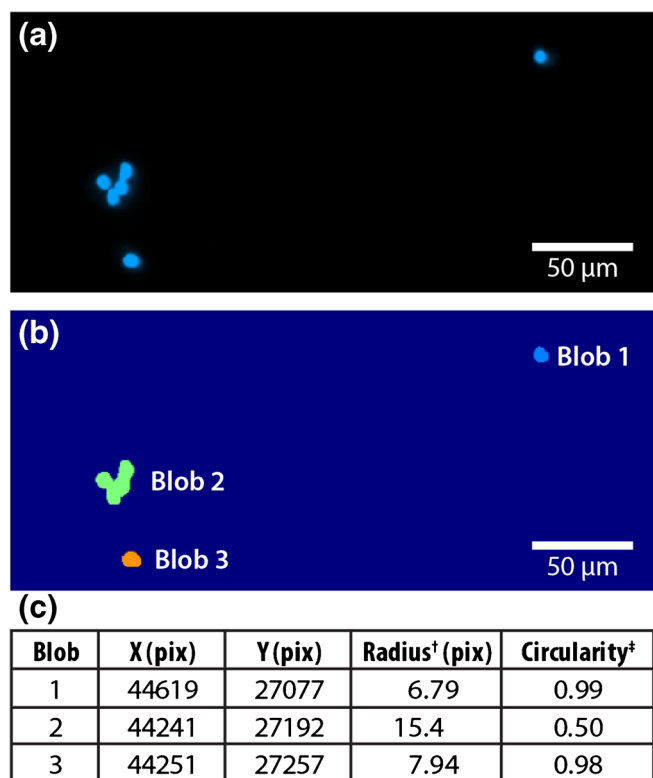 (a)
50 µm
(b)
Blob 1
Blob 2
Blob 3
50 µm
(c)
Blob X (pix) Y (pix) Radius† (pix) Circularity‡
1 44619 27077 6.79 0.99
2 44241 27192 15.4 0.50
3 44251 27257 7.94 0.98